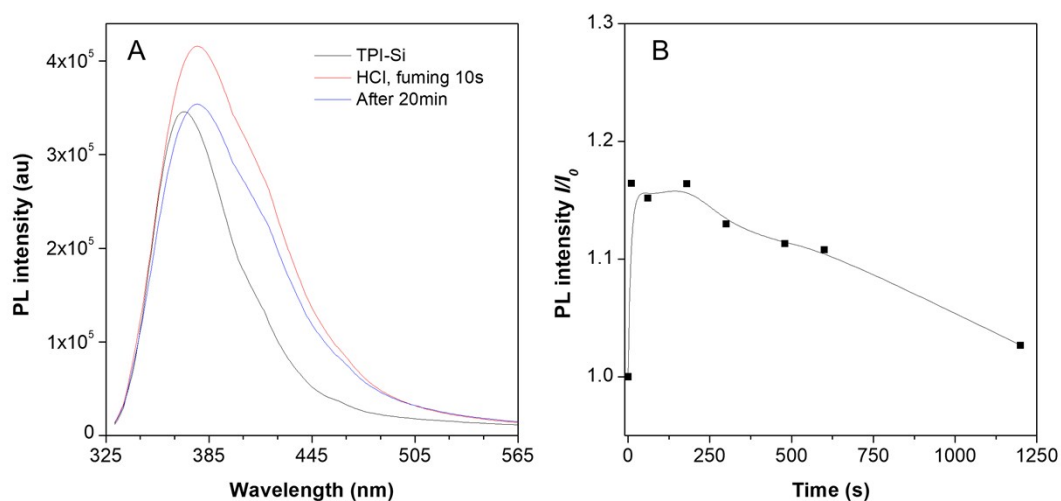 A
TPI-Si
HCl, fuming 10s
After 20min
4x10⁵
3x10⁵
2x10⁵
1x10⁵
0
325 385 445 505 565
Wavelength (nm)
PL intensity (au)
B
1.3
1.2
1.1
1.0
0 250 500 750 1000 1250
Time (s)
PL intensity I/I₀